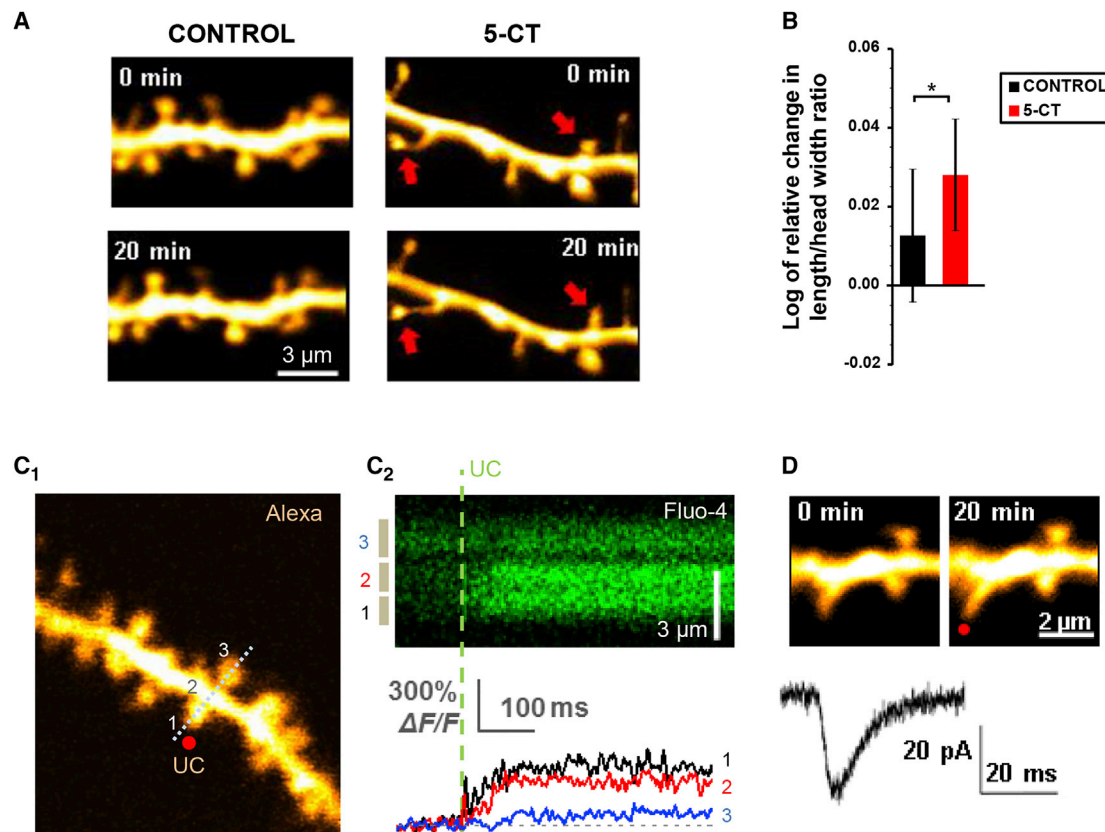 A
CONTROL
5-CT
0 min
0 min
20 min
20 min
3 µm
B
Log of relative change in
length/head width ratio
0.06
0.04
0.02
0.00
-0.02
*
CONTROL
5-CT
C1
Alexa
3
2
1
UC
C2
UC
Fluo-4
3
2
1
3 µm
300%
ΔF/F
100 ms
1
2
3
D
0 min
20 min
2 µm
20 pA
20 ms